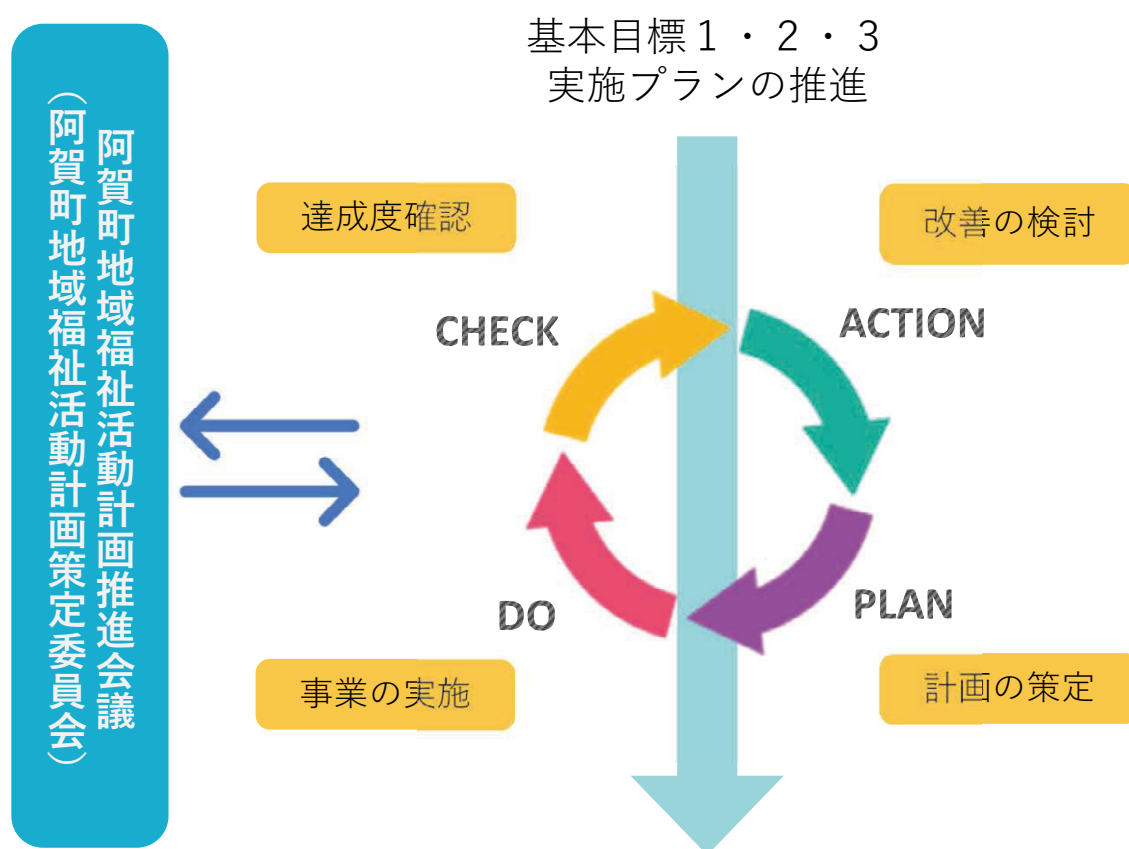 阿賀町地域福祉活動計画推進会議
（阿賀町地域福祉活動計画策定委員会）
基本目標１・２・３
実施プランの推進
達成度確認
改善の検討
CHECK
ACTION
DO
PLAN
事業の実施
計画の策定